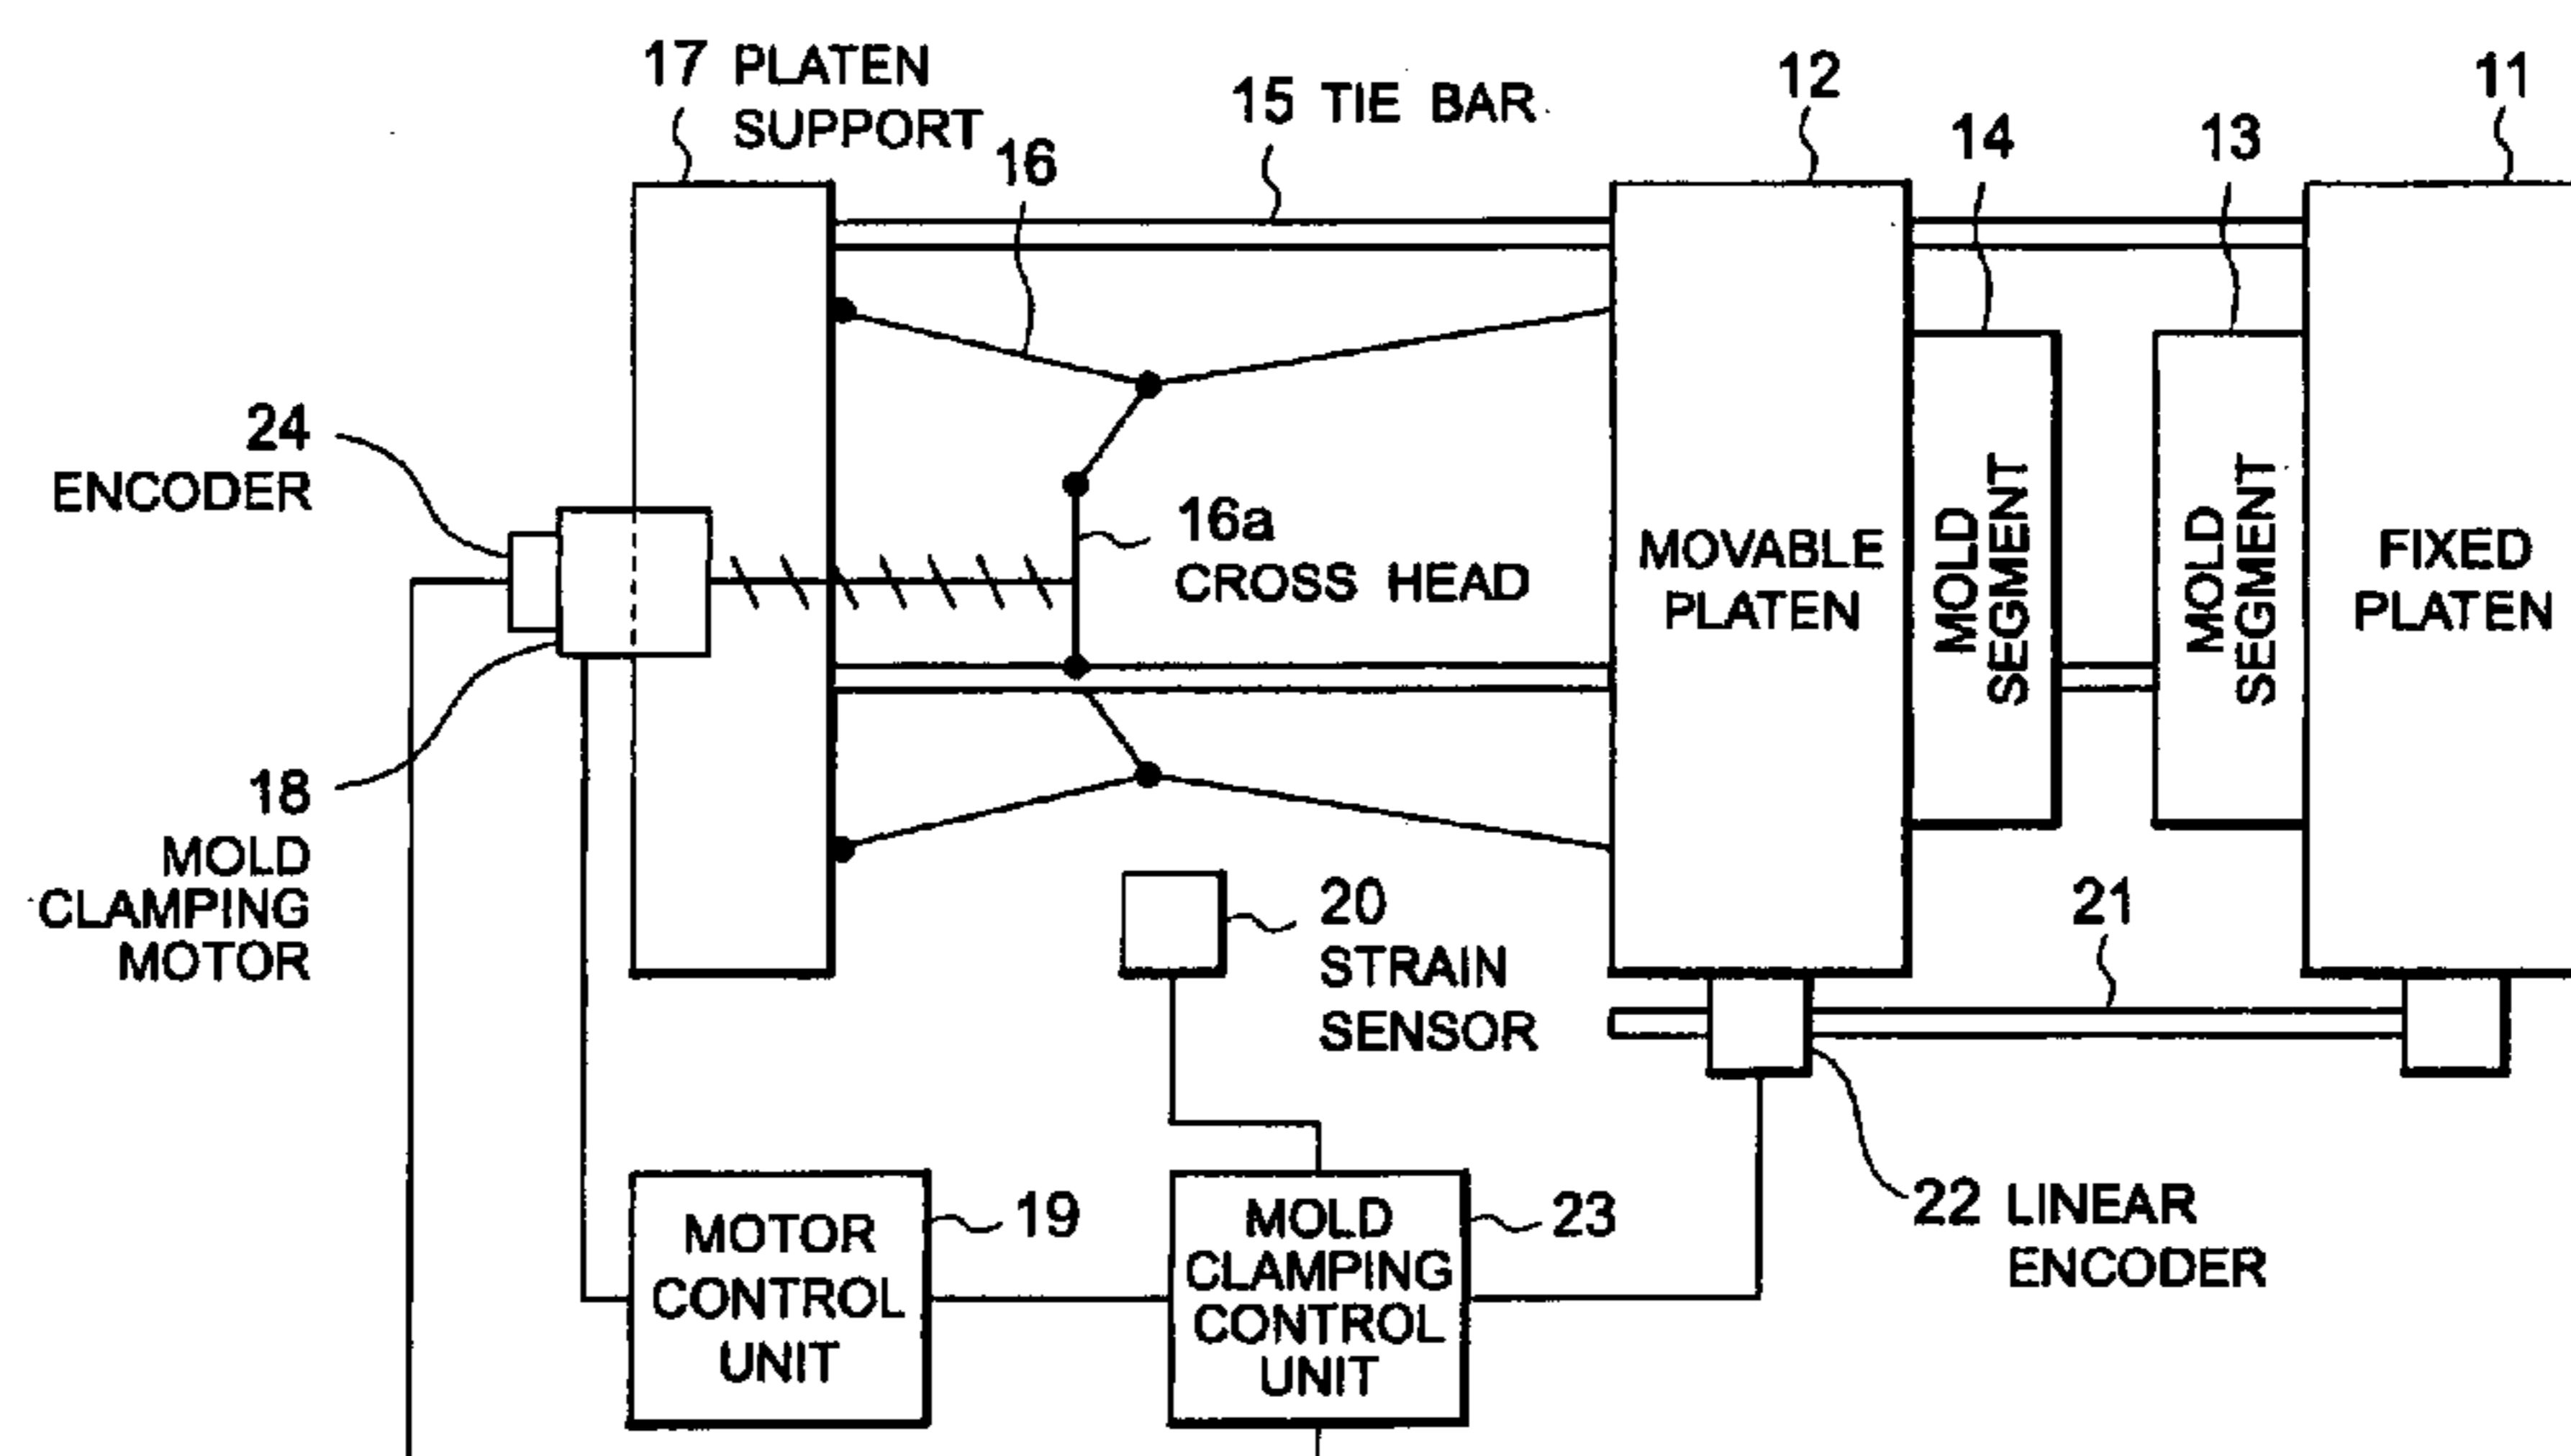 17 PLATEN
SUPPORT
15 TIE BAR
16
12
14
13
11
24
ENCODER
16a
CROSS HEAD
MOVABLE
PLATEN
MOLD
SEGMENT
MOLD
SEGMENT
FIXED
PLATEN
18
MOLD
CLAMPING
MOTOR
20
STRAIN
SENSOR
21
22 LINEAR
ENCODER
MOTOR
CONTROL
UNIT
19
MOLD
CLAMPING
CONTROL
UNIT
23